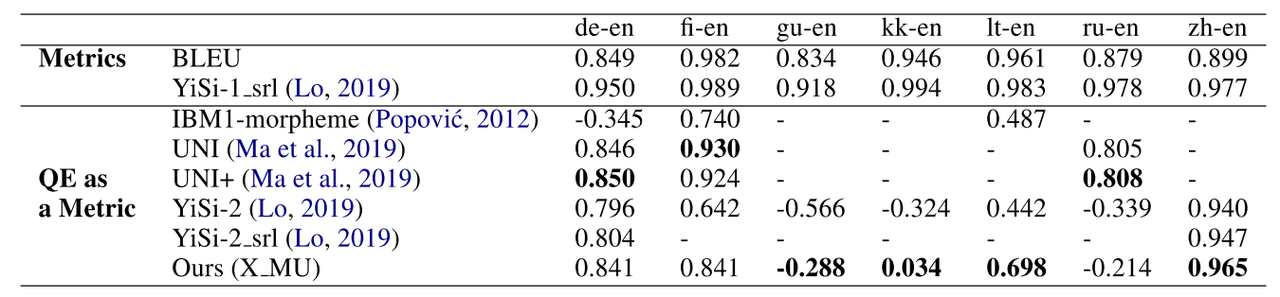 de-en fi-en gu-en kk-en lt-en ru-en zh-en
Metrics BLEU 0.849 0.982 0.834 0.946 0.961 0.879 0.899
YiSi-1_srl (Lo, 2019) 0.950 0.989 0.918 0.994 0.983 0.978 0.977
IBM1-morpheme (Popović, 2012) -0.345 0.740 - - 0.487 - -
UNI (Ma et al., 2019) 0.846 0.930 - - - 0.805 -
QE as UNI+ (Ma et al., 2019) 0.850 0.924 - - - 0.808 -
a Metric YiSi-2 (Lo, 2019) 0.796 0.642 -0.566 -0.324 0.442 -0.339 0.940
YiSi-2_srl (Lo, 2019) 0.804 - - - - - 0.947
Ours (X_MU) 0.841 0.841 -0.288 0.034 0.698 -0.214 0.965